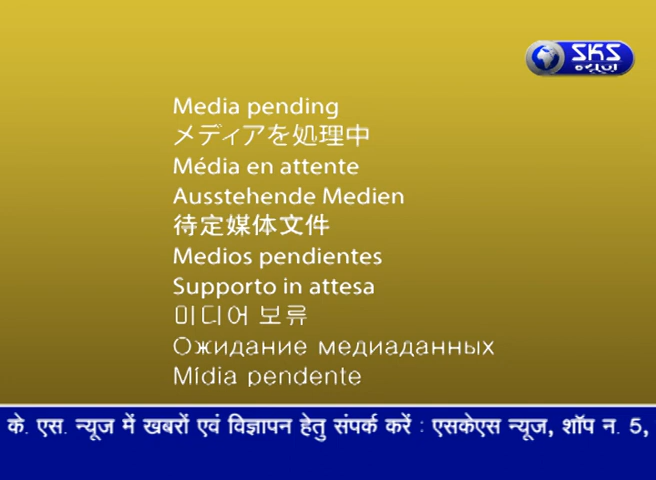 SKS
न्यूज़
Media pending
メディアを処理中
Média en attente
Ausstehende Medien
待定媒体文件
Medios pendientes
Supporto in attesa
미디어 보류
Ожидание медиаданных
Mídia pendente
के. एस. न्यूज में खबरों एवं विज्ञापन हेतु संपर्क करें : एसकेएस न्यूज, शॉप न. 5,